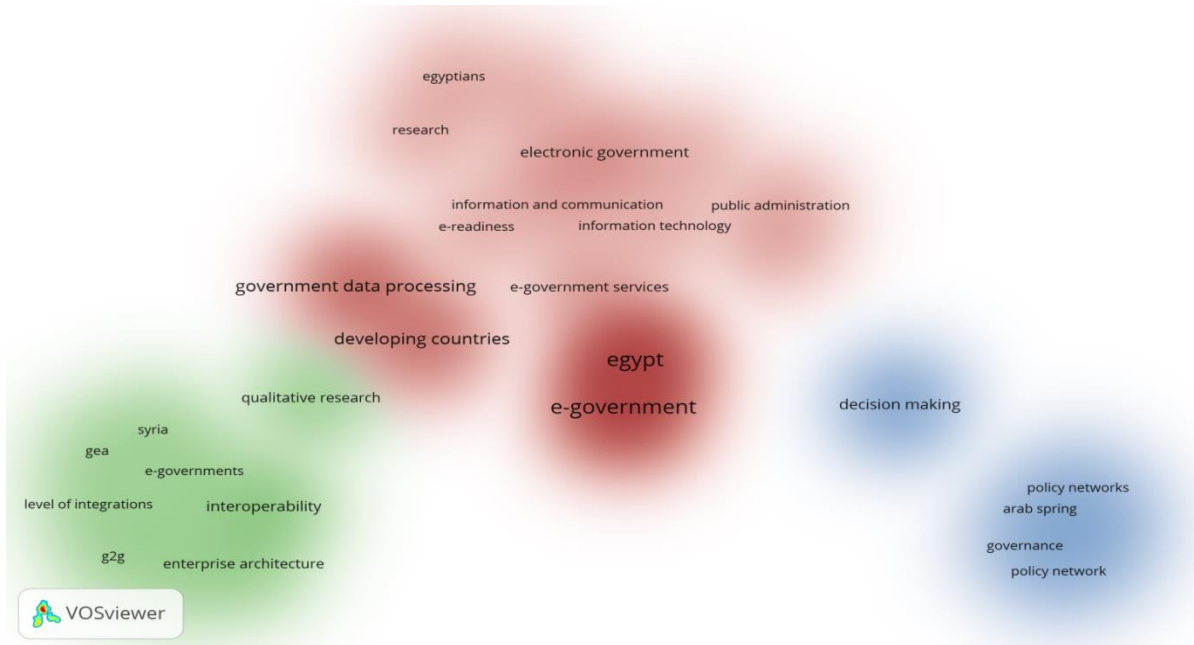 egyptians
research
electronic government
information and communication
public administration
e-readiness
information technology
government data processing
e-government services
developing countries
egypt
qualitative research
e-government
decision making
syria
gea
e-governments
policy networks
level of integrations
interoperability
arab spring
governance
g2g
enterprise architecture
policy network
VOSviewer